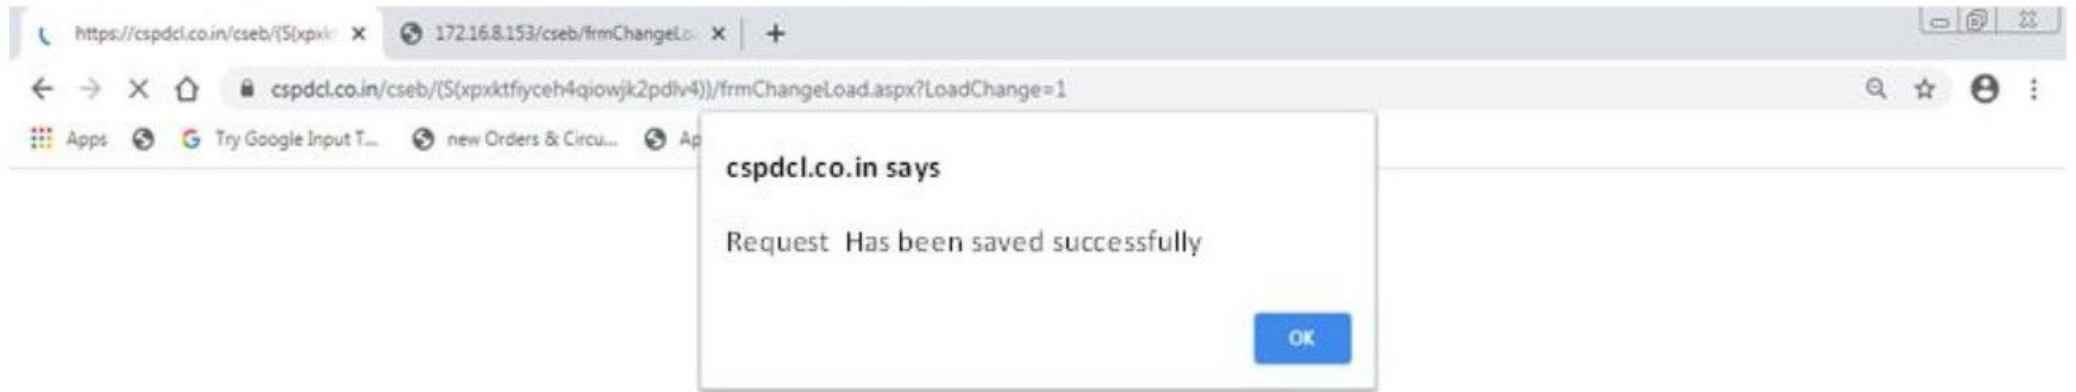 https://cspdcl.co.in/cseb/(S(xpxk
172.16.8.153/cseb/frmChangeLo
cspdcl.co.in/cseb/(S(xpxktfiyceh4qiowjk2pdlv4))/frmChangeLoad.aspx?LoadChange=1
Apps Try Google Input T... new Orders & Circu... Ap
cspdcl.co.in says
Request Has been saved successfully
OK